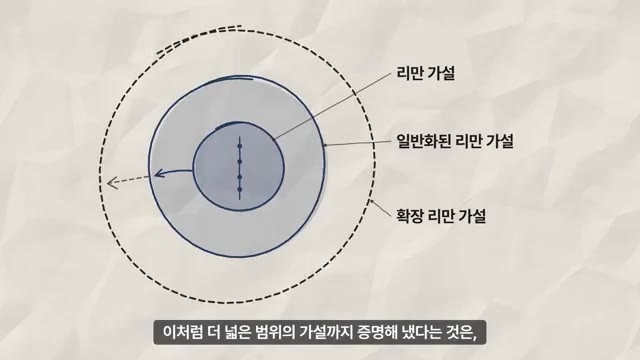 리만 가설
일반화된 리만 가설
확장 리만 가설
이처럼 더 넓은 범위의 가설까지 증명해 냈다는 것은,